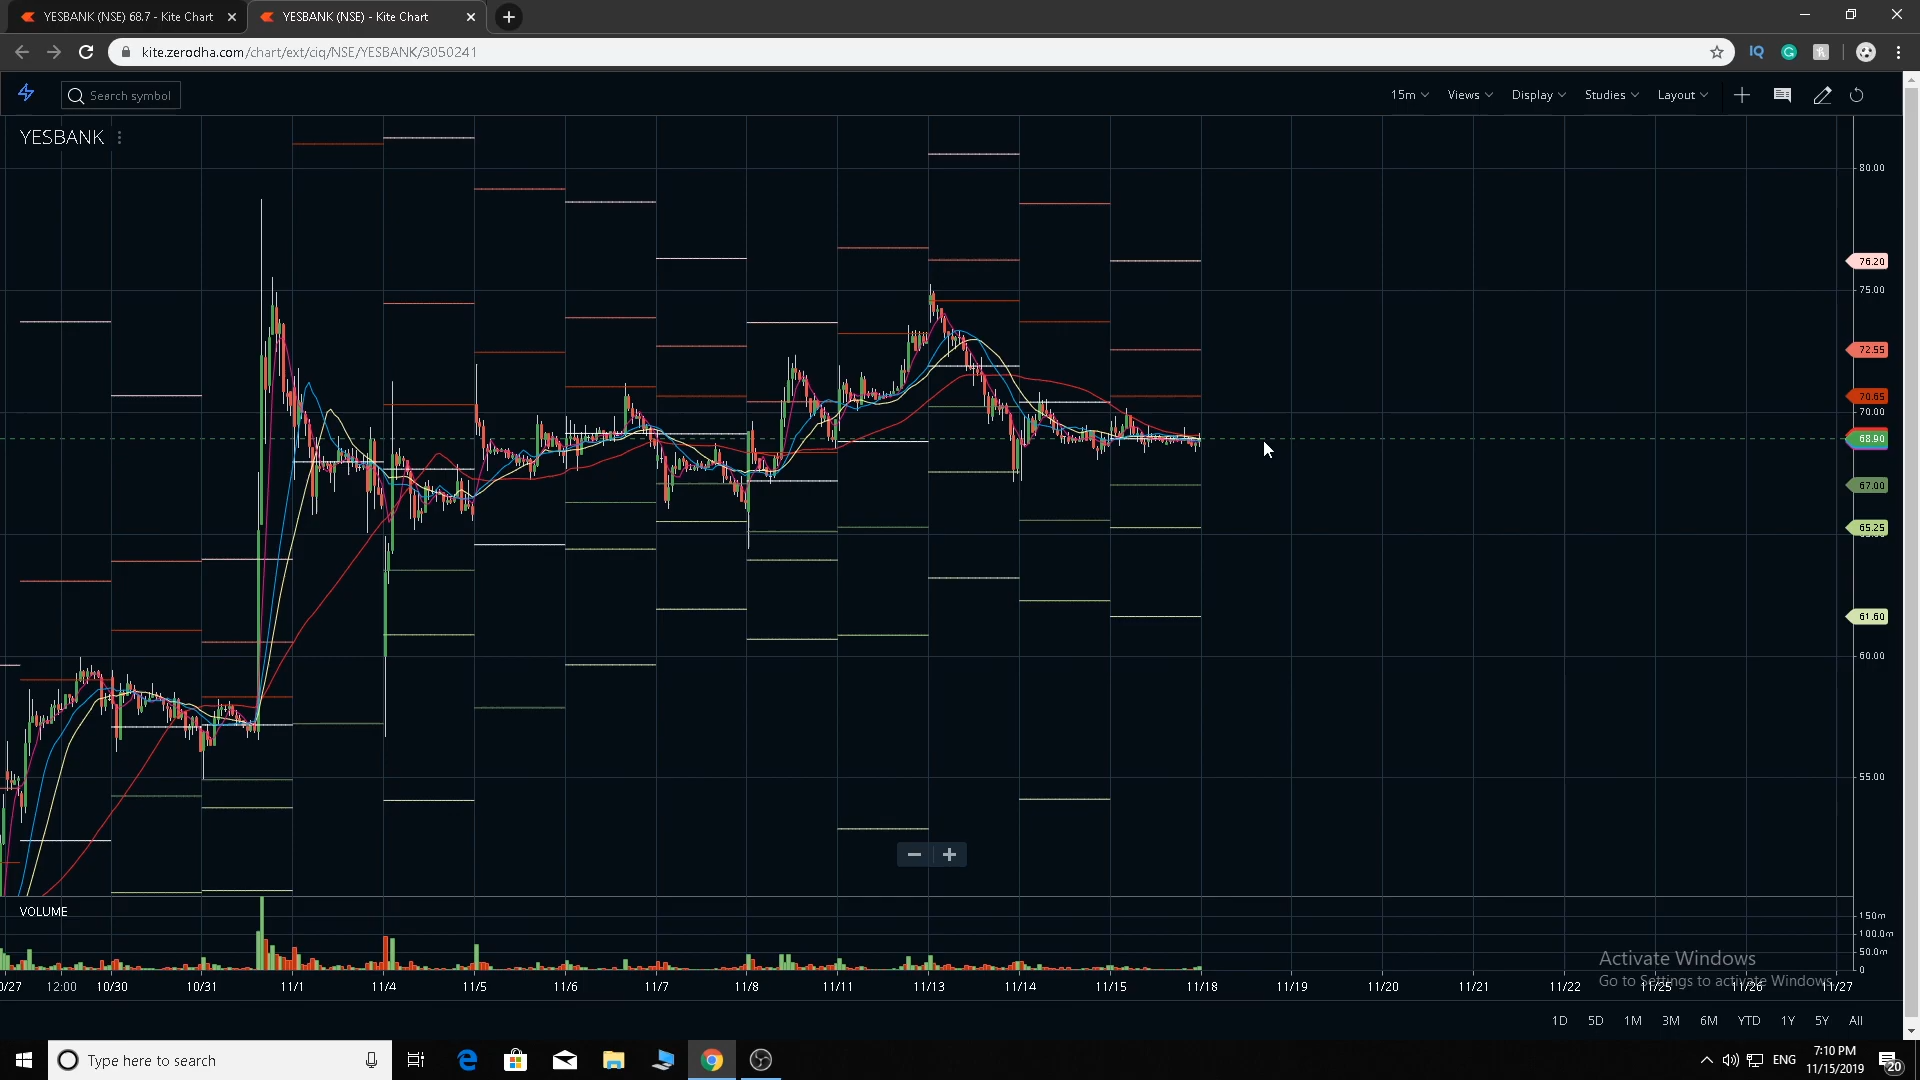 YESBANK (NSE) 68.7 - Kite Chart
YESBANK (NSE) - Kite Chart
kite.zerodha.com/chart/ext/ciq/NSE/YESBANK/3050241
IQ
Search symbol
15m Views Display Studies Layout
YESBANK
80.00
76.20
75.00
72.55
70.65
70.00
68.90
67.00
65.25
61.60
60.00
55.00
VOLUME
150m
100.0m
50.0m
0
Activate Windows
Go to Settings to activate Windows.
0/27 12:00 10/30 10/31 11/1 11/4 11/5 11/6 11/7 11/8 11/11 11/13 11/14 11/15 11/18 11/19 11/20 11/21 11/22 11/25 11/26 11/27
1D 5D 1M 3M 6M YTD 1Y 5Y All
Type here to search
ENG
7:10 PM
11/15/2019
20